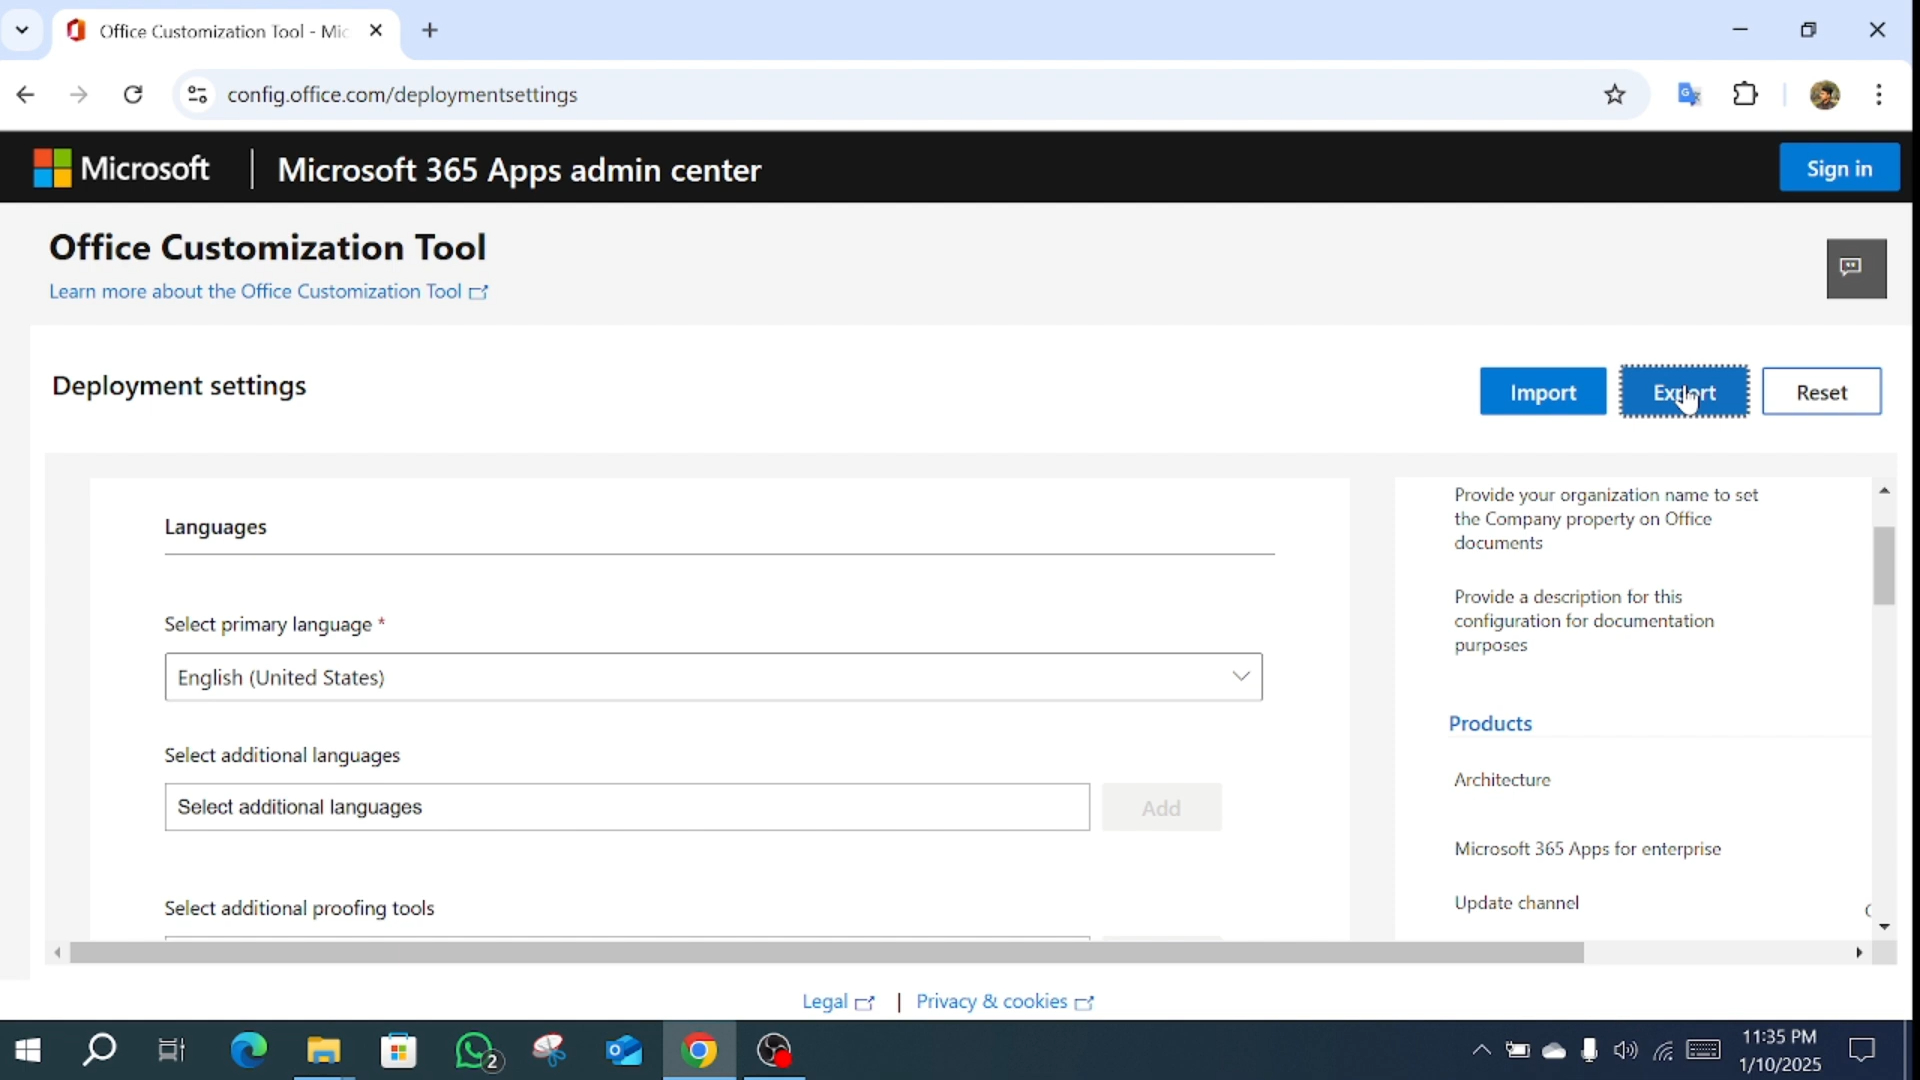 Office Customization Tool - Mic
config.office.com/deploymentsettings
Microsoft
Microsoft 365 Apps admin center
Sign in
Office Customization Tool
Learn more about the Office Customization Tool
Deployment settings
Import
Export
Reset
Languages
Select primary language *
English (United States)
Select additional languages
Select additional languages
Add
Select additional proofing tools
Provide your organization name to set
the Company property on Office
documents
Provide a description for this
configuration for documentation
purposes
Products
Architecture
Microsoft 365 Apps for enterprise
Update channel
Legal | Privacy & cookies
2
11:35 PM
1/10/2025